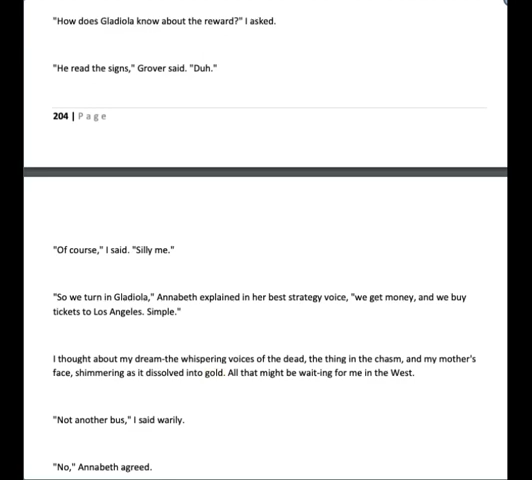 "How does Gladiola know about the reward?" I asked.
"He read the signs," Grover said. "Duh."
204 | P a g e
"Of course," I said. "Silly me."
"So we turn in Gladiola," Annabeth explained in her best strategy voice, "we get money, and we buy
tickets to Los Angeles. Simple."
I thought about my dream-the whispering voices of the dead, the thing in the chasm, and my mother's
face, shimmering as it dissolved into gold. All that might be wait-ing for me in the West.
"Not another bus," I said warily.
"No," Annabeth agreed.